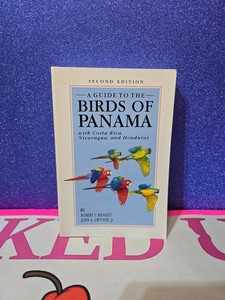 SECOND EDITION
A GUIDE TO THE
BIRDS OF
PANAMA
with Costa Rica,
Nicaragua, and Honduras
BY
ROBERT S. RIDGELY
JOHN A. GWYNNE, JR.
KED U